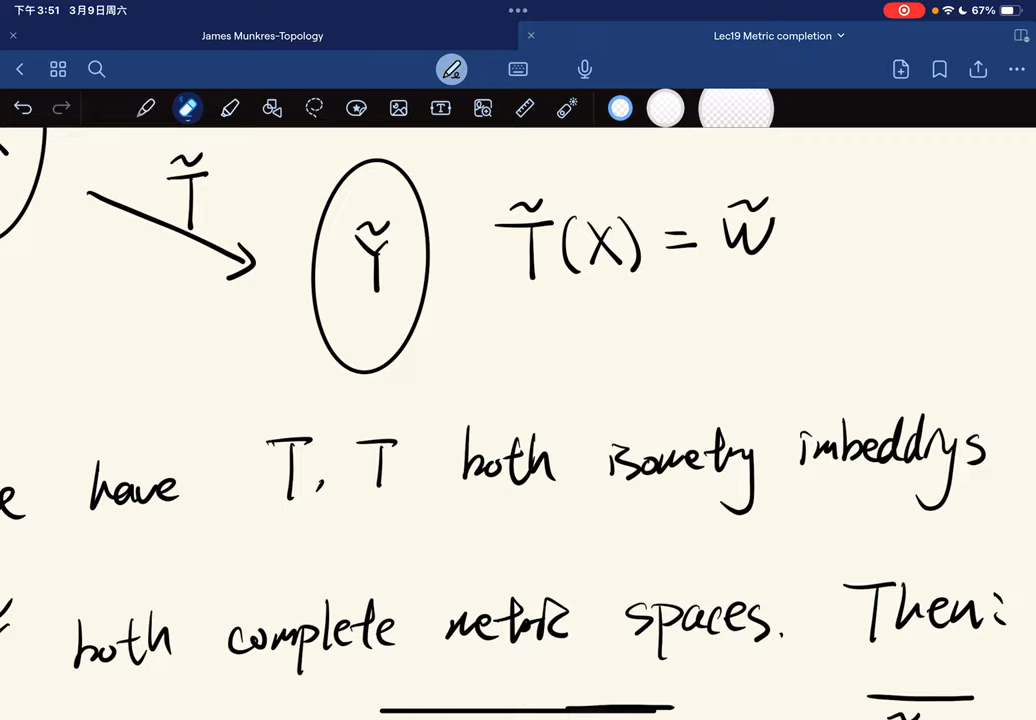 下午3:51 3月9日周六 67%
James Munkres-Topology Lec19 Metric completion
T̃ Ỹ T̃(X) = W̃
have T, T both isometry imbeddrys
both complete metric spaces. Then: